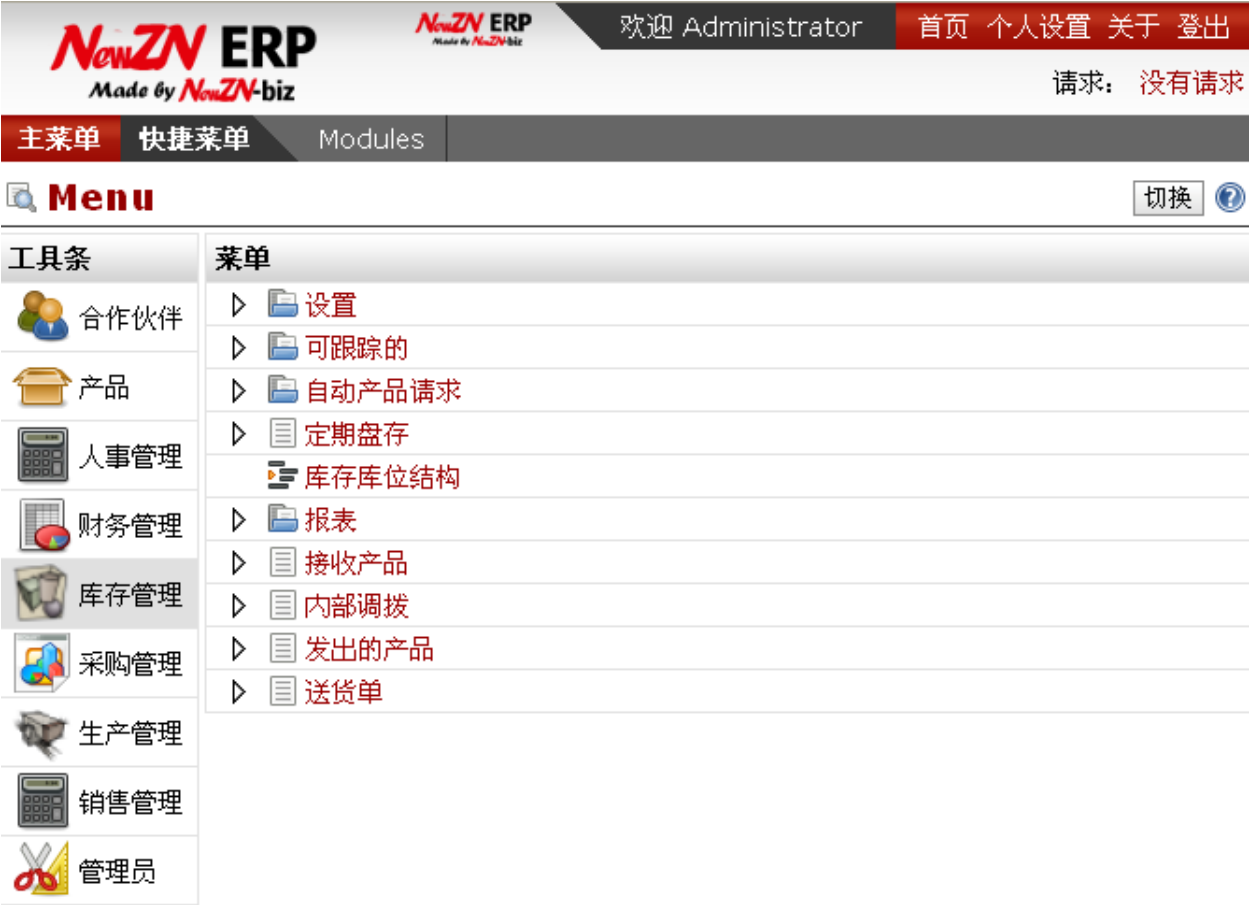 NewZN ERP
Made by NewZN-biz
NewZN ERP
Made by NewZN-biz
欢迎 Administrator
首页 个人设置 关于 登出
请求: 没有请求
主菜单 快捷菜单 Modules
Menu
切换
工具条
合作伙伴
产品
人事管理
财务管理
库存管理
采购管理
生产管理
销售管理
管理员
菜单
设置
可跟踪的
自动产品请求
定期盘存
库存库位结构
报表
接收产品
内部调拨
发出的产品
送货单